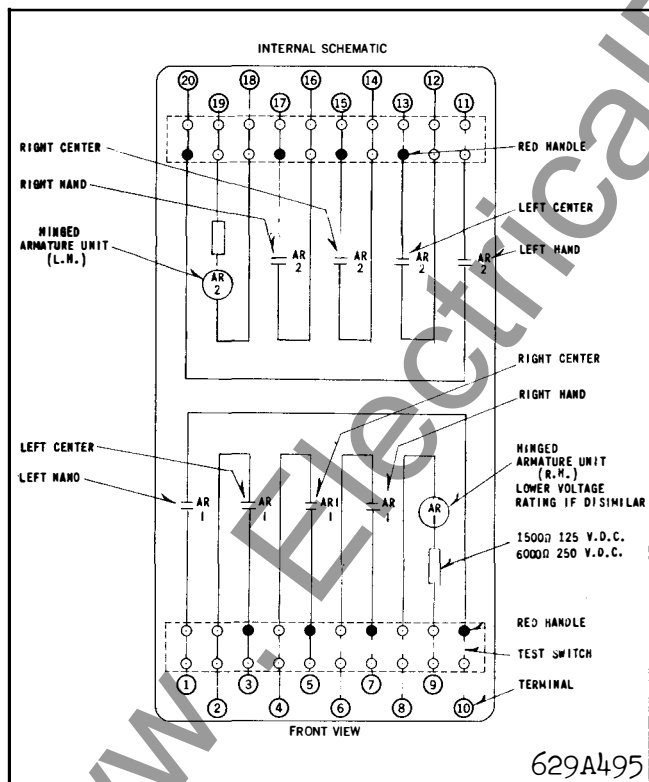 INTERNAL SCHEMATIC
20 18 16 14 12
19 17 15 13 11
RIGHT CENTER
RED HANDLE
RIGHT HAND
LEFT CENTER
HINGED
ARMATURE UNIT
(L.H.)
AR 2
AR 2
AR 2
AR 2
AR 2
LEFT HAND
RIGHT CENTER
RIGHT HAND
LEFT CENTER
LEFT HAND
HINGED
ARMATURE UNIT
(R.H.)
LOWER VOLTAGE
RATING IF DISIMILAR
AR 1
AR 1
AR 1
AR 1
AR 1
1500Ω 125 V.D.C.
6000Ω 250 V.D.C.
RED HANDLE
TEST SWITCH
1 3 5 7 9
TERMINAL
2 4 6 8 10
FRONT VIEW
629A495
www. Electrical